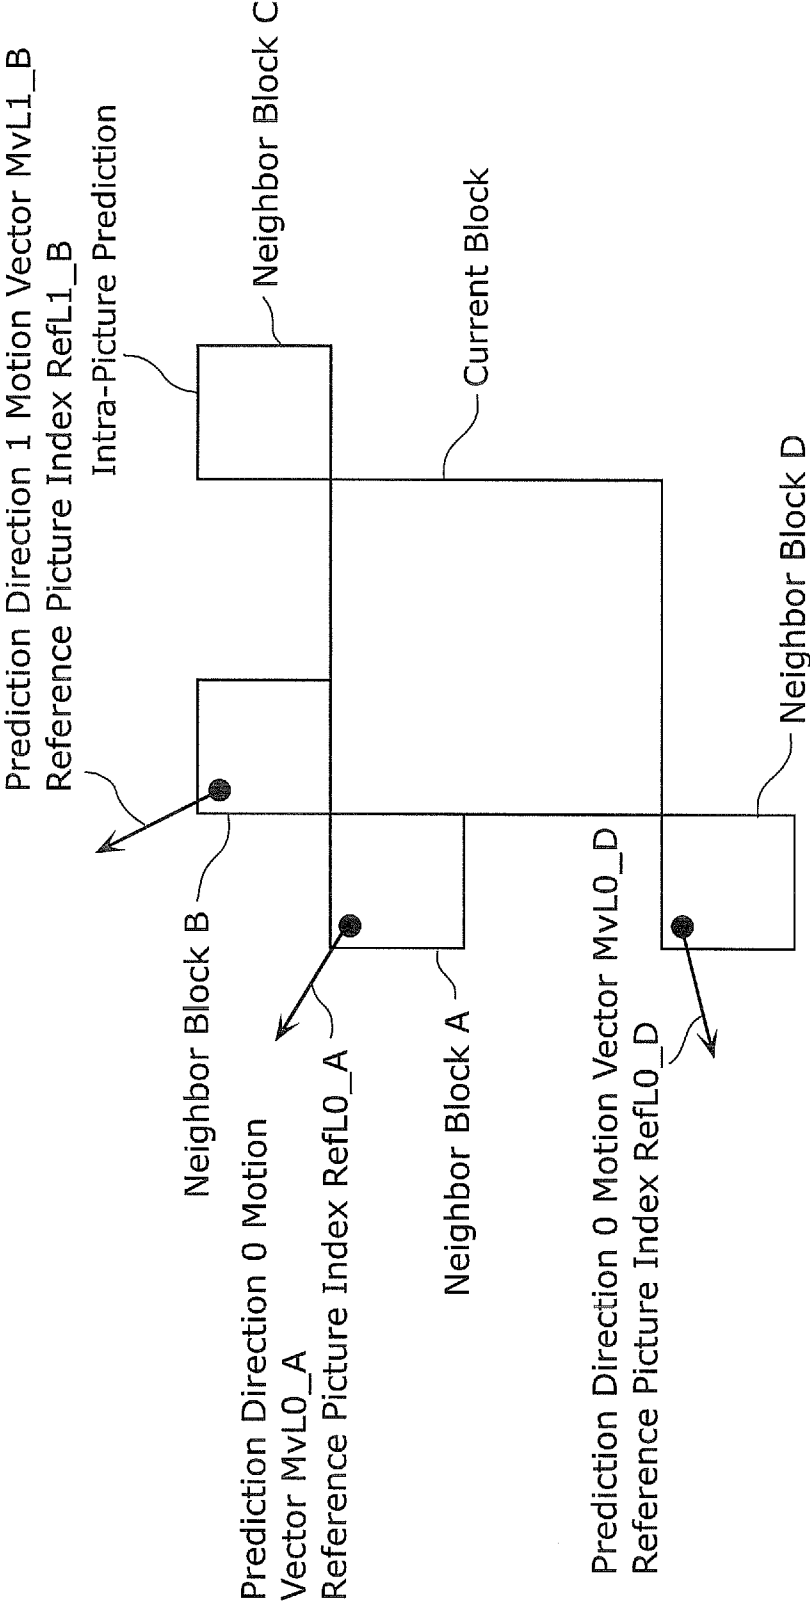 Prediction Direction 1 Motion Vector MvL1_B
Reference Picture Index RefL1_B
Intra-Picture Prediction
Neighbor Block B
Neighbor Block C
Prediction Direction 0 Motion
Vector MvL0_A
Reference Picture Index RefL0_A
Neighbor Block A
Current Block
Prediction Direction 0 Motion Vector MvL0_D
Reference Picture Index RefL0_D
Neighbor Block D